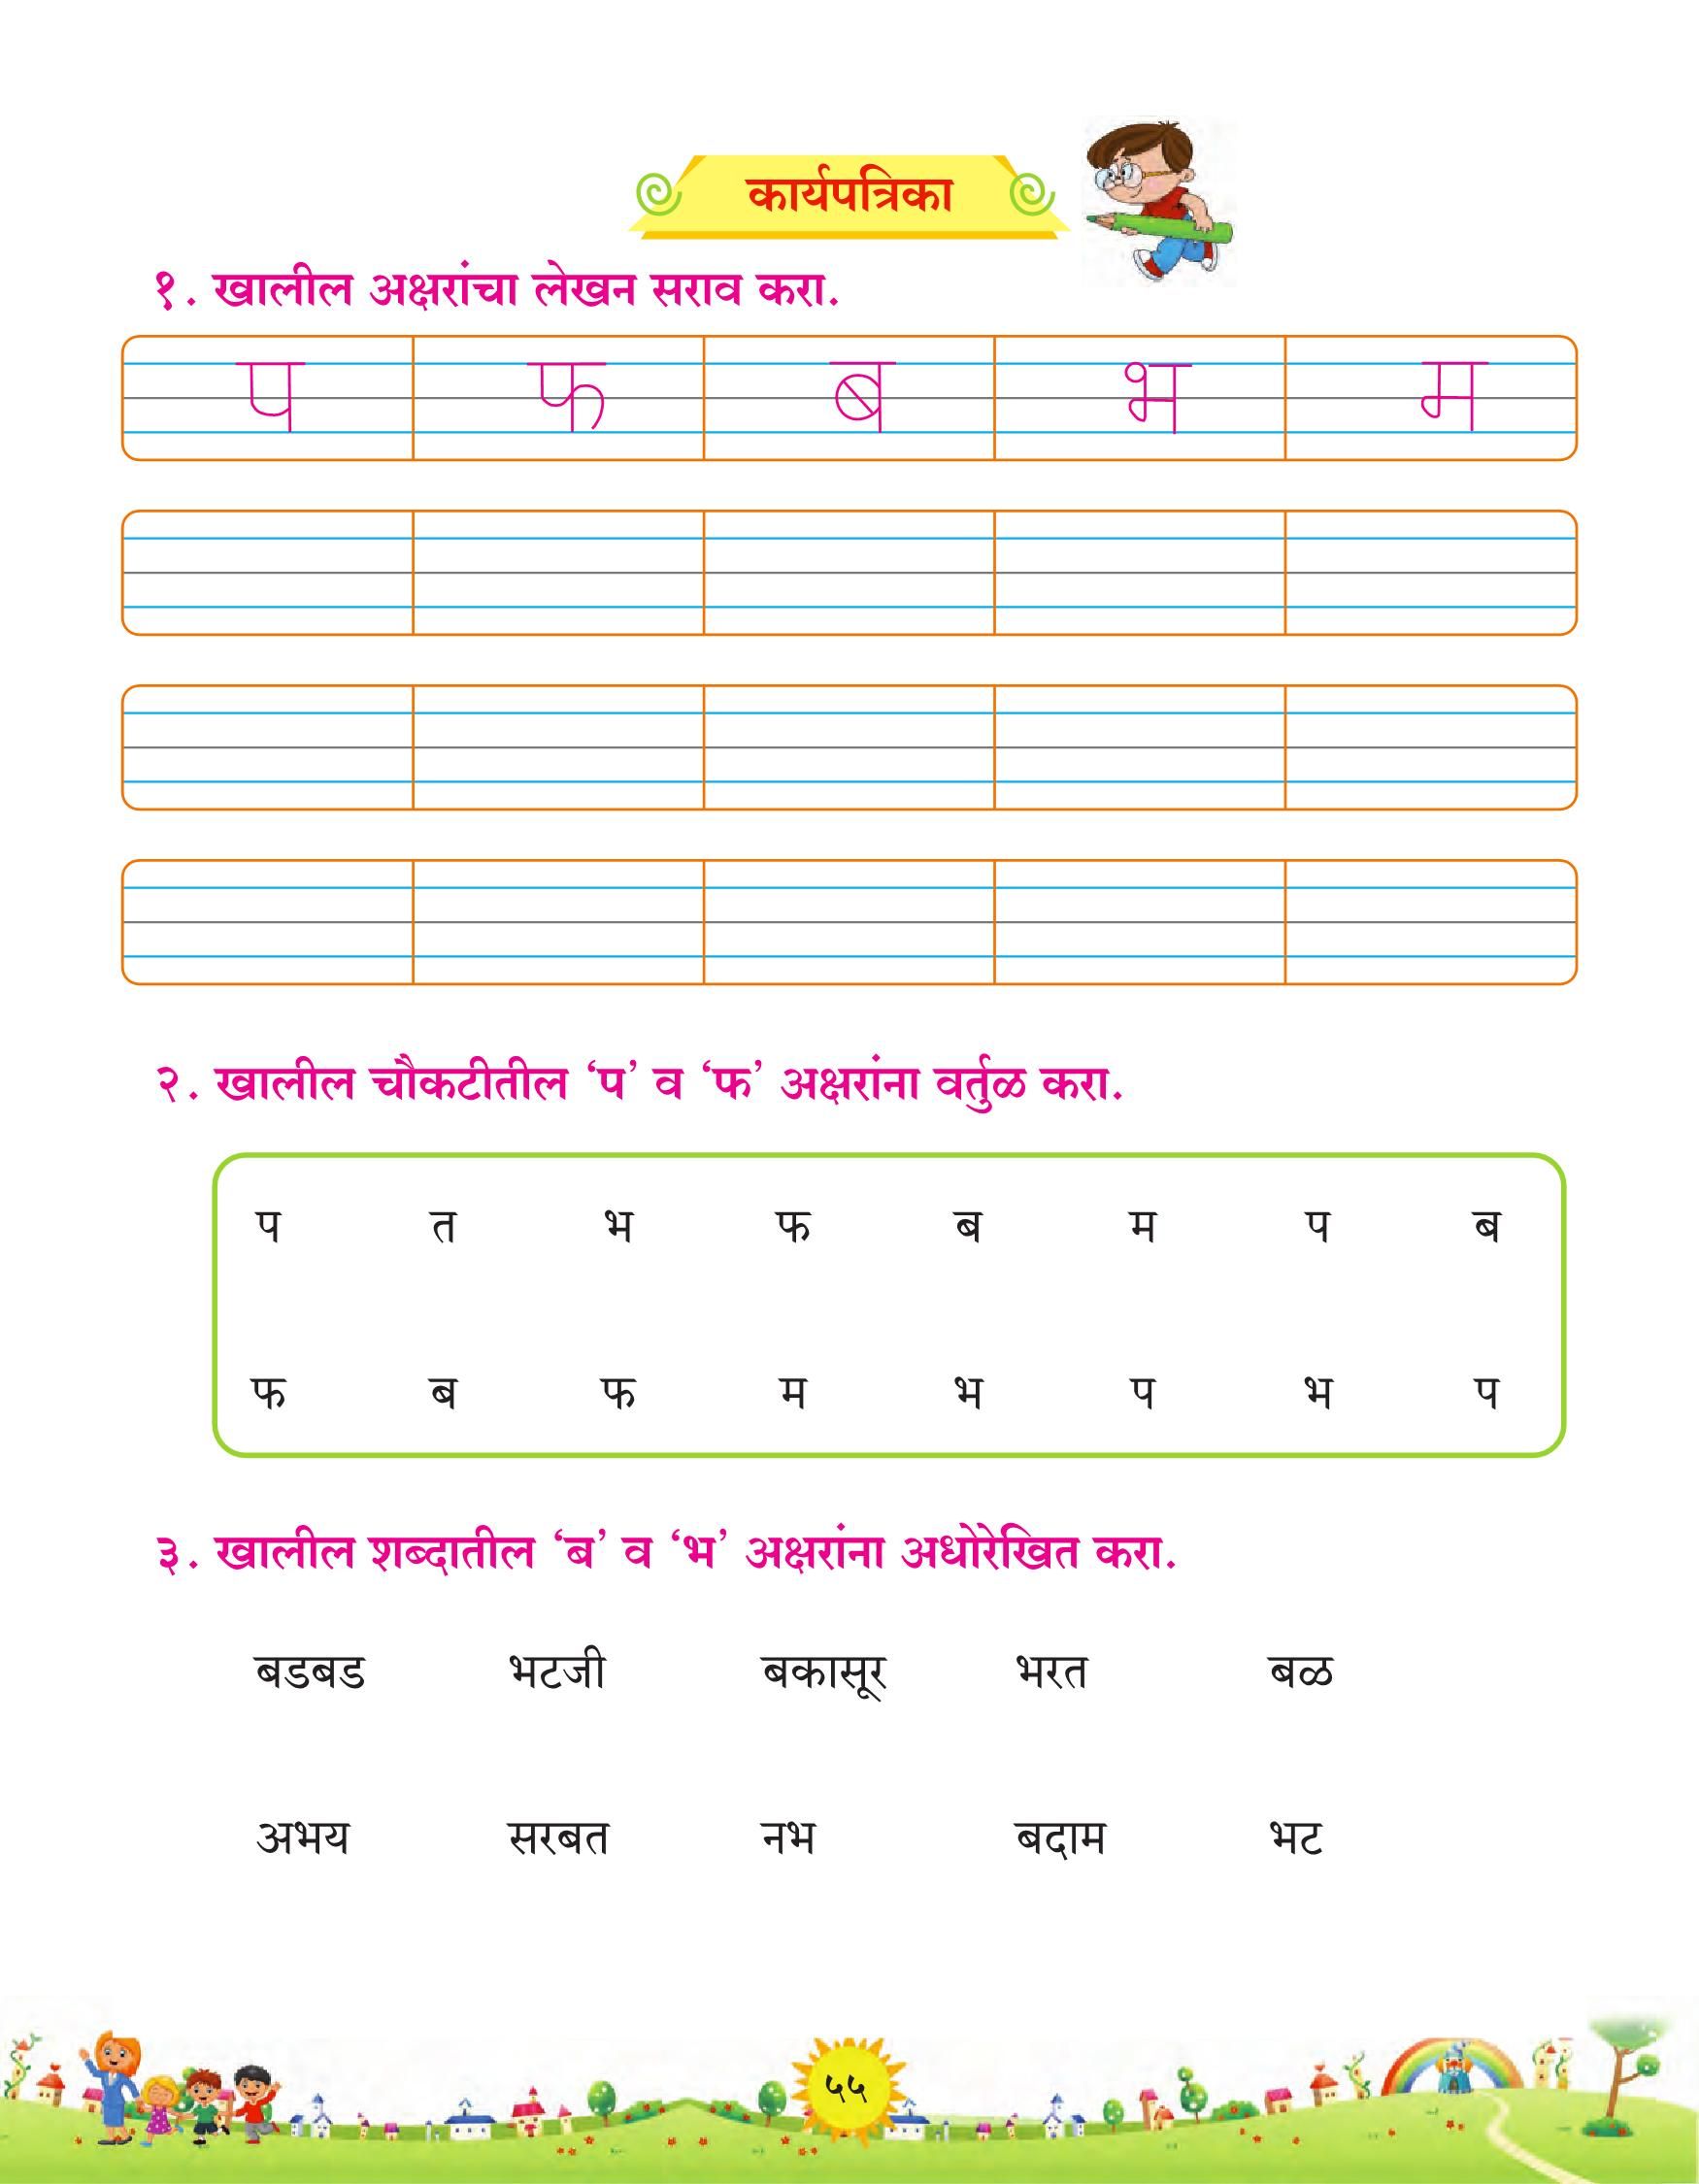 कार्यपत्रिका
१. खालील अक्षरांचा लेखन सराव करा.
प फ ब भ म
२. खालील चौकटीतील ‘प’ व ‘फ’ अक्षरांना वर्तुळ करा.
प त भ फ ब म प ब
फ ब फ म भ प भ प
३. खालील शब्दातील ‘ब’ व ‘भ’ अक्षरांना अधोरेखित करा.
बडबड भटजी बकासूर भरत बळ
अभय सरबत नभ बदाम भट
५५